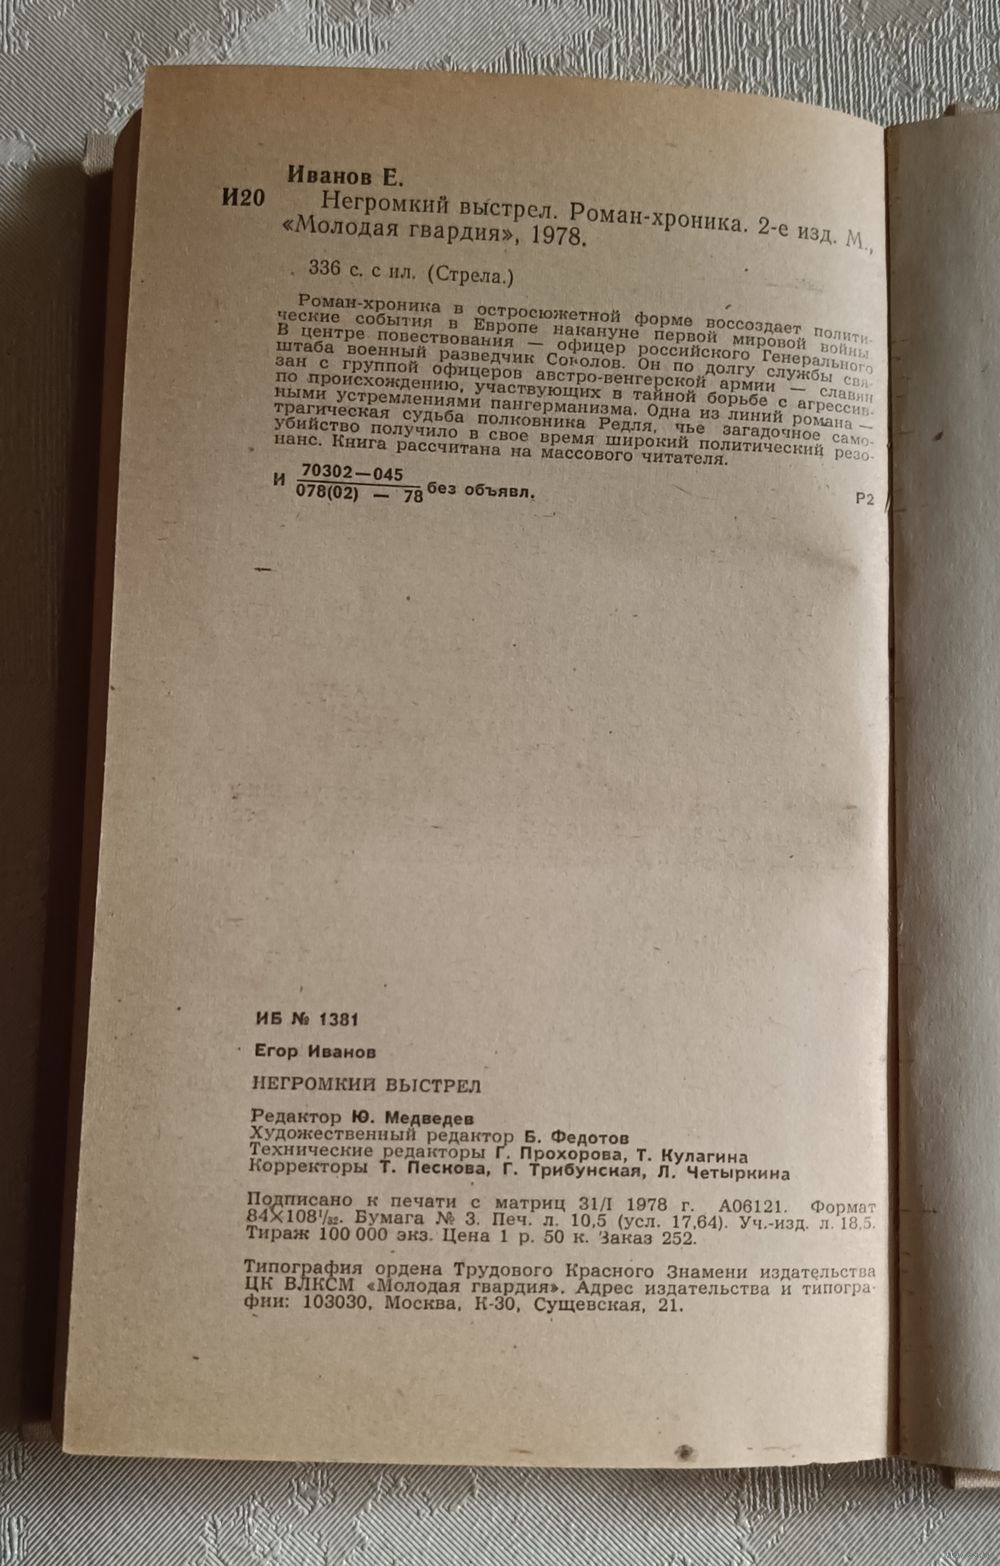 Иванов Е.
И20 Негромкий выстрел. Роман-хроника. 2-е изд. М.,
«Молодая гвардия», 1978.
336 с. с ил. (Стрела.)
Роман-хроника в остросюжетной форме воссоздает полити-
ческие события в Европе накануне первой мировой войны.
В центре повествования — офицер российского Генерального
штаба военный разведчик Соколов. Он по долгу службы свя-
зан с группой офицеров австро-венгерской армии — славян
по происхождению, участвующих в тайной борьбе с агрессив-
ными устремлениями пангерманизма. Одна из линий романа —
трагическая судьба полковника Редля, чье загадочное само-
убийство получило в свое время широкий политический резо-
нанс. Книга рассчитана на массового читателя.
И 70302—045
078(02) — 78 без объявл.
Р2
ИБ № 1381
Егор Иванов
НЕГРОМКИЙ ВЫСТРЕЛ
Редактор Ю. Медведев
Художественный редактор Б. Федотов
Технические редакторы Г. Прохорова, Т. Кулагина
Корректоры Т. Пескова, Г. Трибунская, Л. Четыркина
Подписано к печати с матриц 31/I 1978 г. А06121. Формат
84×108¹/₃₂. Бумага № 3. Печ. л. 10,5 (усл. 17,64). Уч.-изд. л. 18,5.
Тираж 100 000 экз. Цена 1 р. 50 к. Заказ 252.
Типография ордена Трудового Красного Знамени издательства
ЦК ВЛКСМ «Молодая гвардия». Адрес издательства и типогра-
фии: 103030, Москва, К-30, Сущевская, 21.